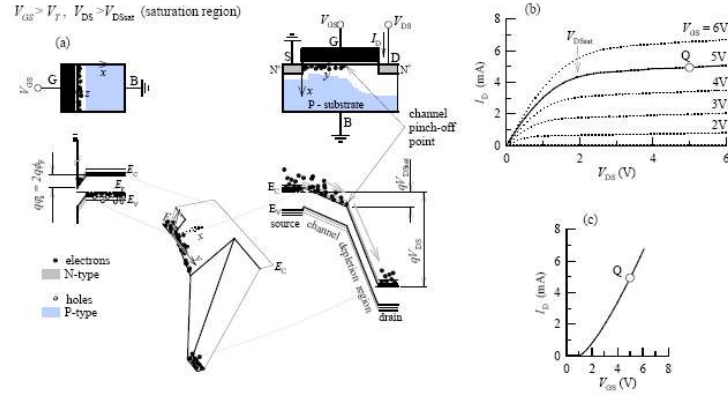 V_GS > V_T, V_DS > V_DSsat (saturation region)
(a)
V_GS
G
x
z
B
V_GS
V_DS
G
I_D
S
D
N⁺
N⁺
y
x
P - substrate
B
channel
pinch-off
point
qφ_s = 2qφ_F
E_C
E_V
electrons
N-type
holes
P-type
x
y
E_C
E_C
E_V
source
channel
depletion
region
drain
qV_DSsat
qV_DS
(b)
V_GS = 6V
V_DSsat
Q
5V
4V
3V
2V
I_D (mA)
8
6
4
2
0
0
2
4
6
V_DS (V)
(c)
Q
I_D (mA)
8
6
4
2
0
0
2
4
6
8
V_GS (V)